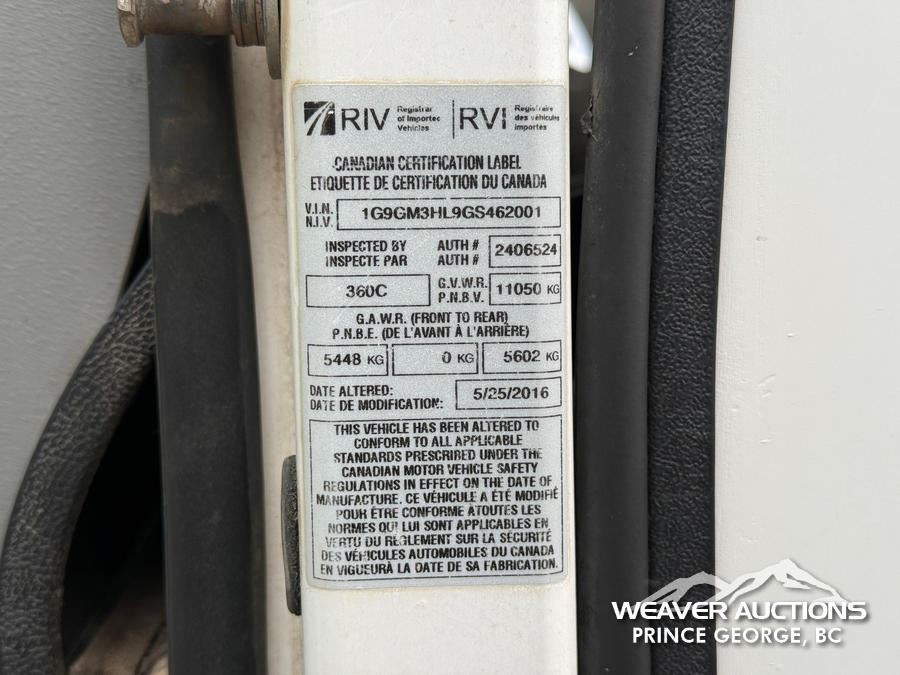 RIV Registrar of Imported Vehicles | RVI Registraire des véhicules importés
CANADIAN CERTIFICATION LABEL
ETIQUETTE DE CERTIFICATION DU CANADA
V.I.N. 1G9GM3HL9GS462001
N.I.V.
INSPECTED BY AUTH # 2406524
INSPECTE PAR AUTH #
360C G.V.W.R. 11050 KG
P.N.B.V.
G.A.W.R. (FRONT TO REAR)
P.N.B.E. (DE L'AVANT À L'ARRIÈRE)
5448 KG 0 KG 5602 KG
DATE ALTERED: 5/25/2016
DATE DE MODIFICATION:
THIS VEHICLE HAS BEEN ALTERED TO
CONFORM TO ALL APPLICABLE
STANDARDS PRESCRIBED UNDER THE
CANADIAN MOTOR VEHICLE SAFETY
REGULATIONS IN EFFECT ON THE DATE OF
MANUFACTURE. CE VÉHICULE A ÉTÉ MODIFIÉ
POUR ÊTRE CONFORME ATOUTES LES
NORMES QUI LUI SONT APPLICABLES EN
VERTU DU RÈGLEMENT SUR LA SÉCURITÉ
DES VÉHICULES AUTOMOBILES DU CANADA
EN VIGUEURÀ LA DATE DE SA FABRICATION.
WEAVER AUCTIONS
PRINCE GEORGE, BC